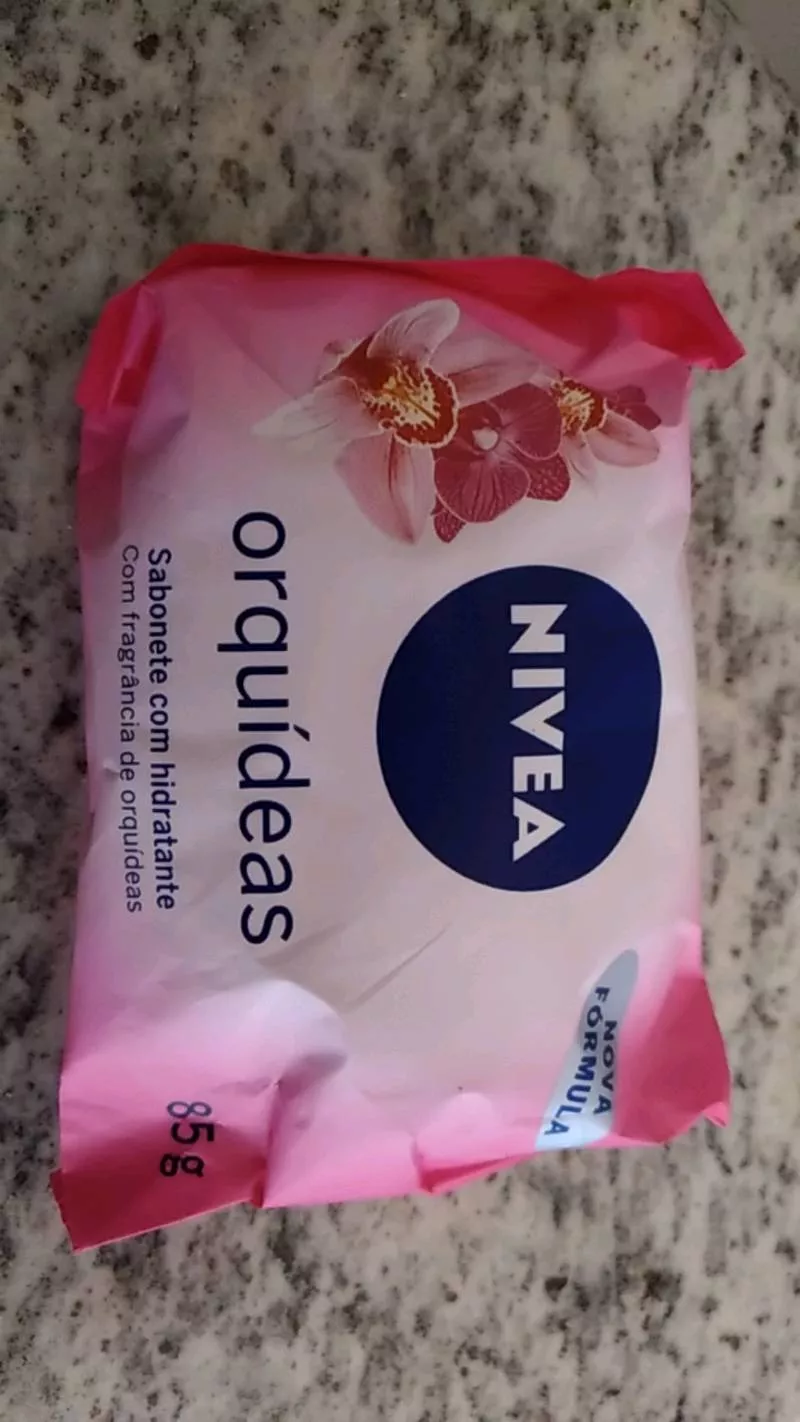 NIVEA
NOVA
FÓRMULA
orquídeas
Sabonete com hidratante
Com fragrância de orquídeas
85g